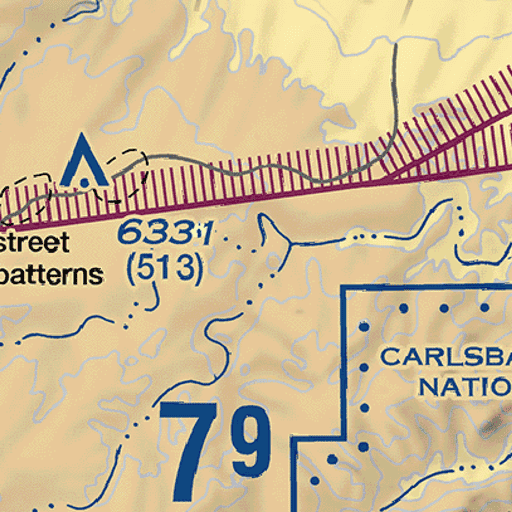 street
patterns
6331
(513)
CARLSBA
NATIO
79